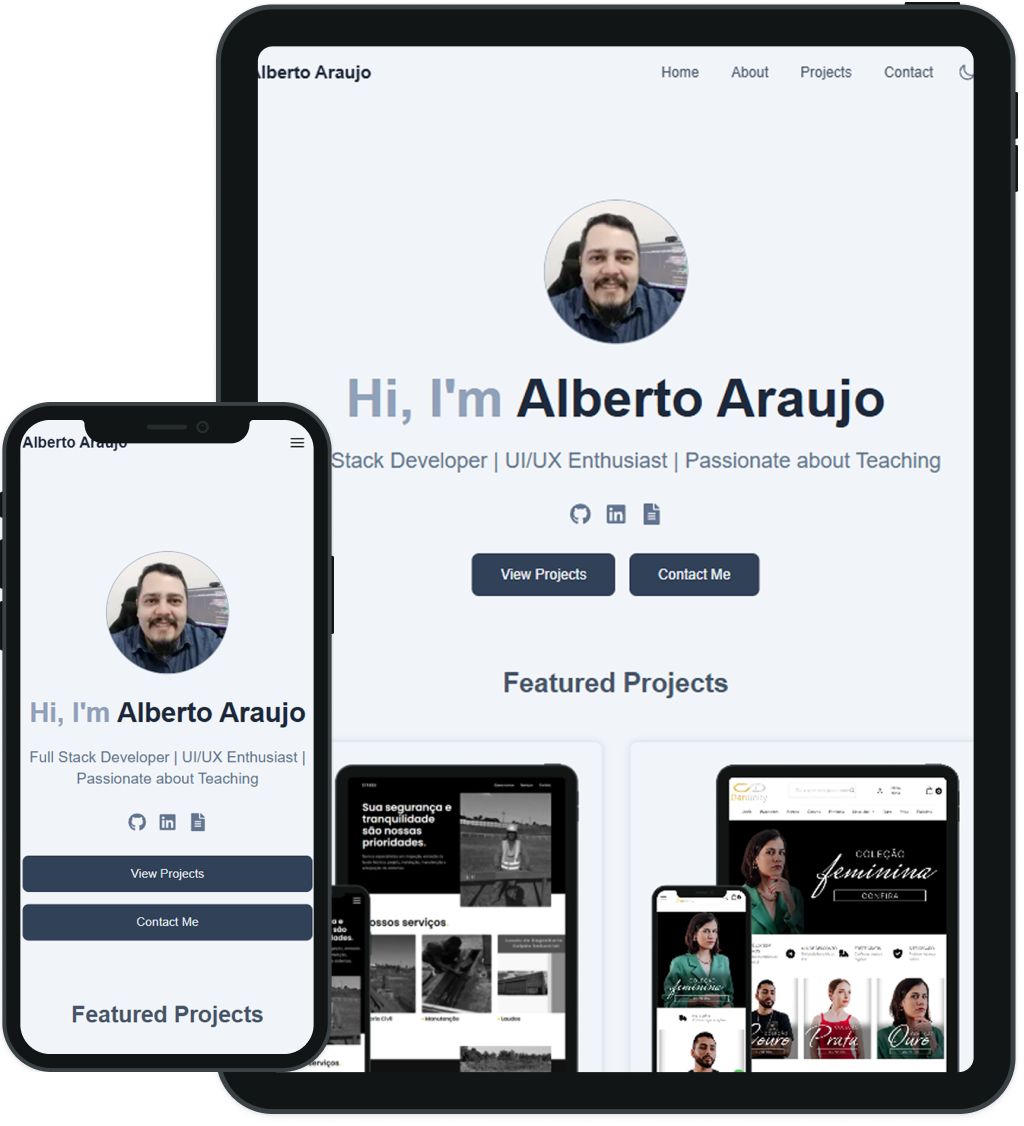 Alberto Araujo
Home
About
Projects
Contact
Hi, I'm Alberto Araujo
Stack Developer | UI/UX Enthusiast | Passionate about Teaching
View Projects
Contact Me
Featured Projects
Sua segurança e
tranquilidade
são nossas
prioridades.
ossos serviços.
Manutenção
Laudos
COLEÇÃO
feminina
CONFIRA
feminina
Prata
Ouro
Alberto Araujo
Hi, I'm Alberto Araujo
Full Stack Developer | UI/UX Enthusiast |
Passionate about Teaching
View Projects
Contact Me
Featured Projects